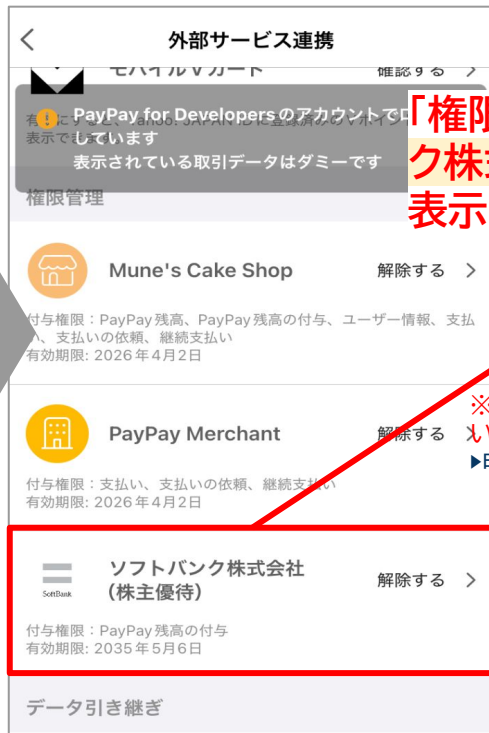 外部サービス連携
モバイルVカード
確認する
PayPay for Developersのアカウントで
しています
表示されている取引データはダミーです
「権限
ク株式
表示
権限管理
Mune's Cake Shop
解除する
付与権限：PayPay残高、PayPay残高の付与、ユーザー情報、支払
い、支払いの依頼、継続支払い
有効期限: 2026年4月2日
PayPay Merchant
解除する
付与権限：支払い、支払いの依頼、継続支払い
有効期限: 2026年4月2日
SoftBank
ソフトバンク株式会社
(株主優待)
解除する
付与権限：PayPay残高の付与
有効期限: 2035年5月6日
データ引き継ぎ